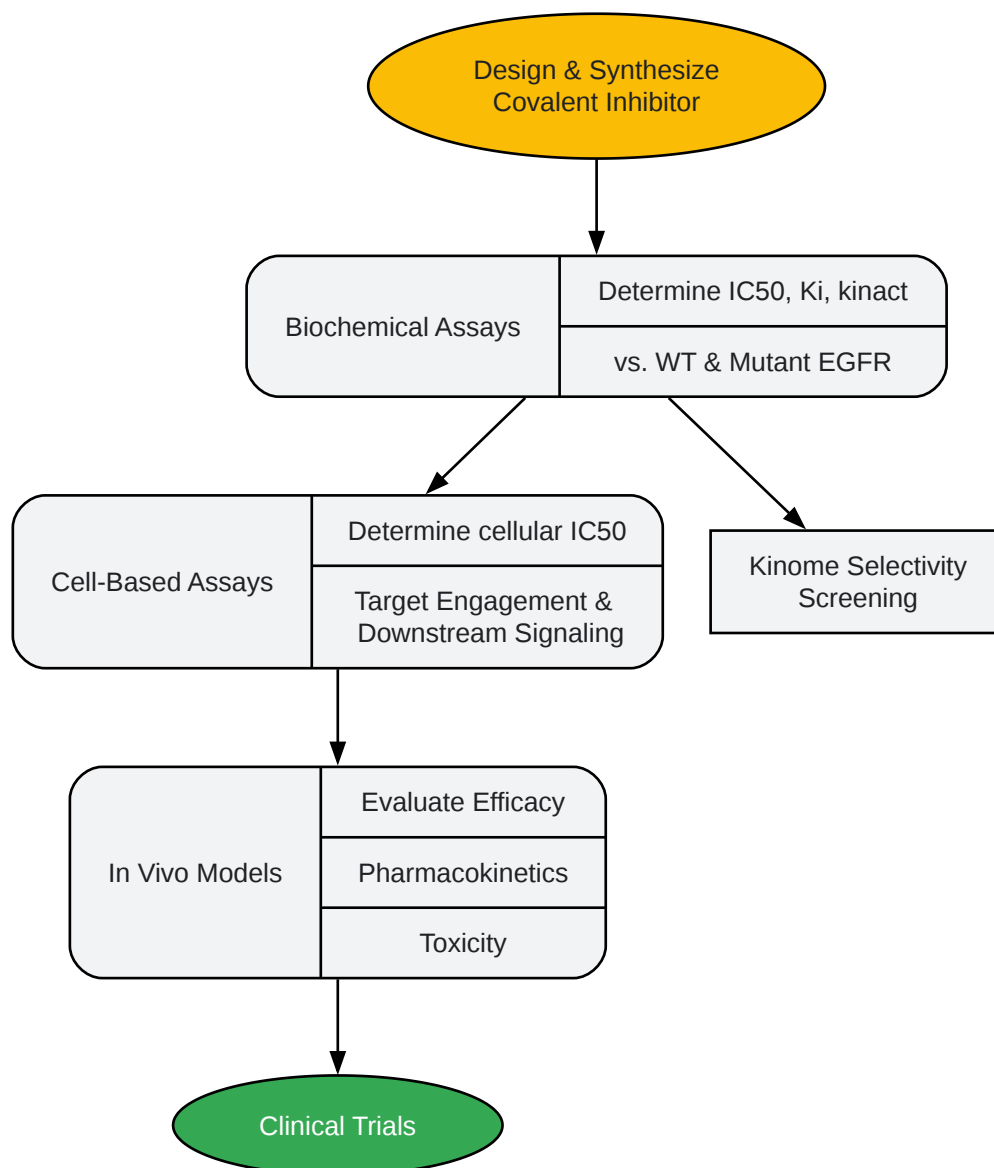 Design & Synthesize
Covalent Inhibitor
Biochemical Assays
Determine IC50, Ki, kinact
vs. WT & Mutant EGFR
Cell-Based Assays
Determine cellular IC50
Target Engagement &
Downstream Signaling
Kinome Selectivity
Screening
In Vivo Models
Evaluate Efficacy
Pharmacokinetics
Toxicity
Clinical Trials